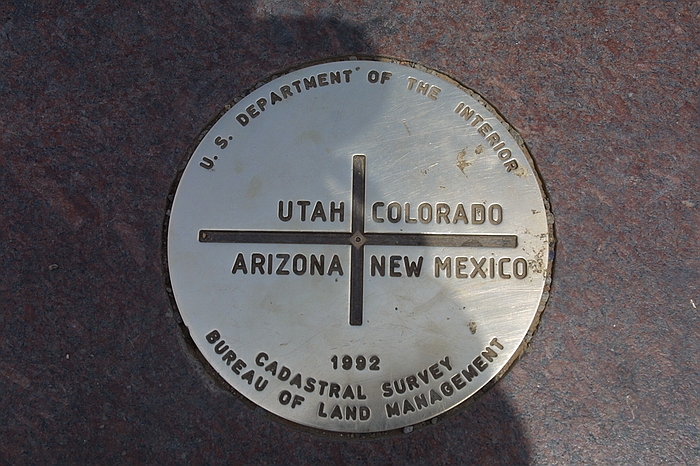 U. S. DEPARTMENT OF THE INTERIOR
UTAH COLORADO
ARIZONA NEW MEXICO
1992
CADASTRAL SURVEY
BUREAU OF LAND MANAGEMENT